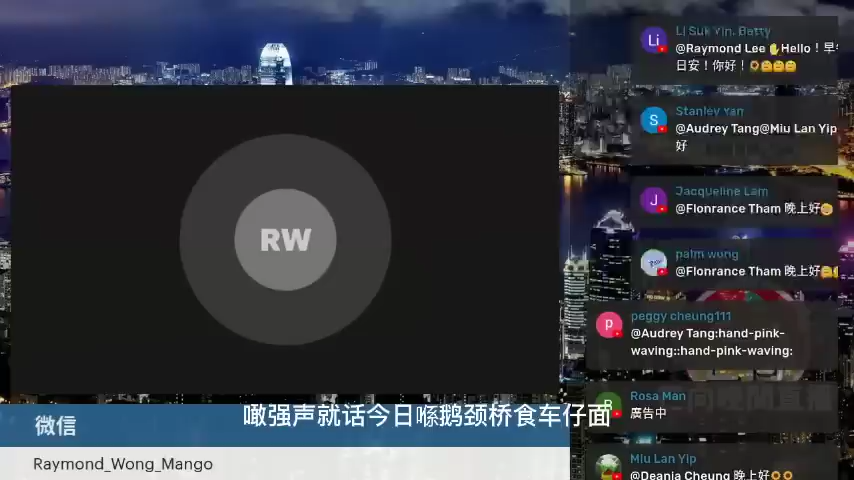 Li Suk Yin, Betty
@Raymond Lee ✋Hello！早
日安！你好！
Stanley Yan
@Audrey Tang@Miu Lan Yip
好
Jacqueline Lam
@Flonrance Tham 晚上好
palm wong
@Flonrance Tham 晚上好
peggy cheung111
@Audrey Tang:hand-pink-
waving::hand-pink-waving:
Rosa Man
廣告中
Miu Lan Yip
@Deania Cheung 晚上好
RW
噉强声就话今日喺鹅颈桥食车仔面
微信
Raymond_Wong_Mango